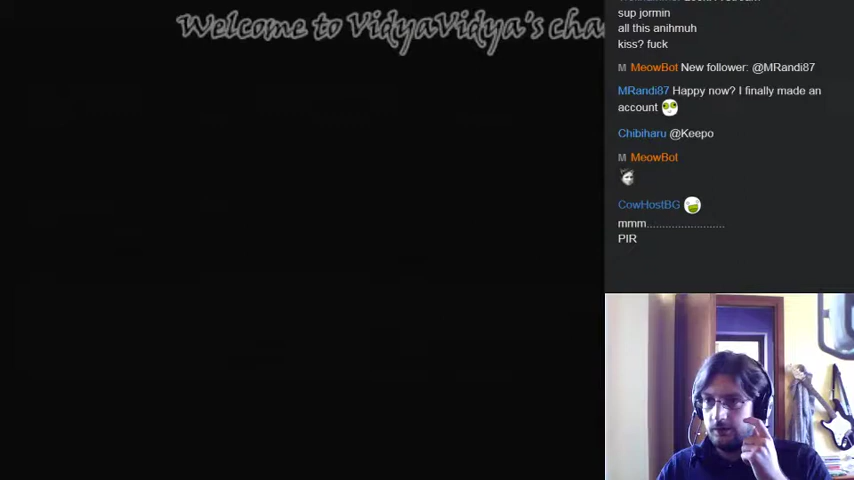 Welcome to VidyaVidya's cha
sup jormin
all this anihmuh
kiss? fuck
M MeowBot New follower: @MRandi87
MRandi87 Happy now? I finally made an
account
Chibiharu @Keepo
M MeowBot
CowHostBG
mmm........................
PIR